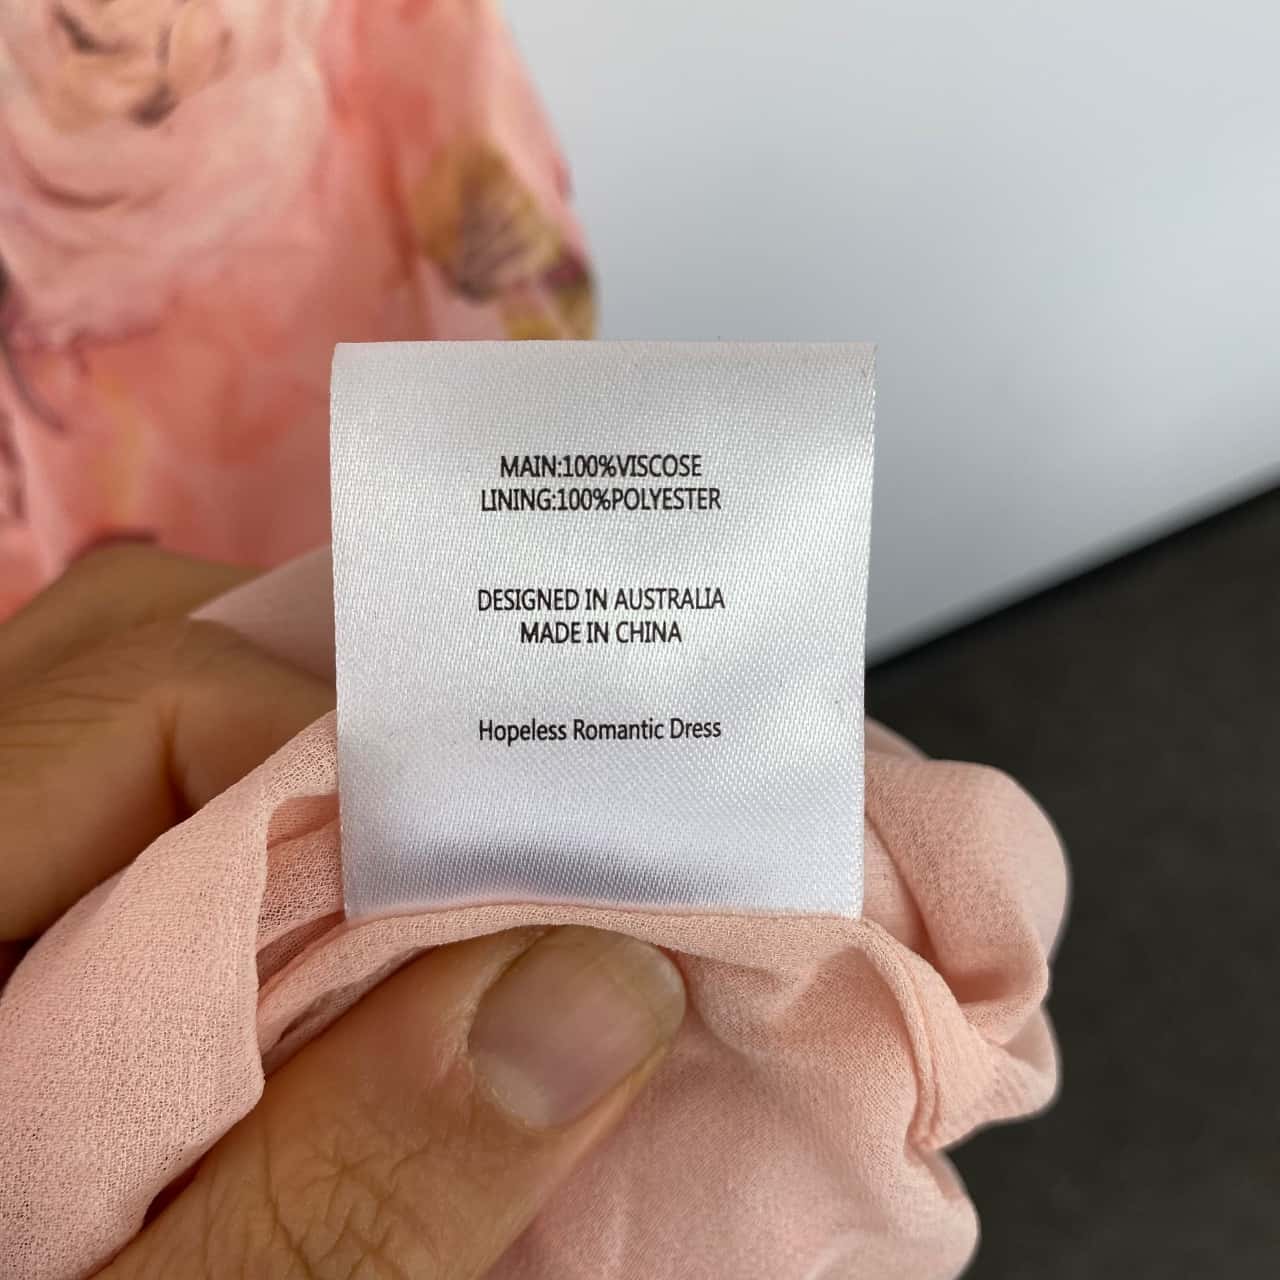 MAIN:100%VISCOSE
LINING:100%POLYESTER
DESIGNED IN AUSTRALIA
MADE IN CHINA
Hopeless Romantic Dress